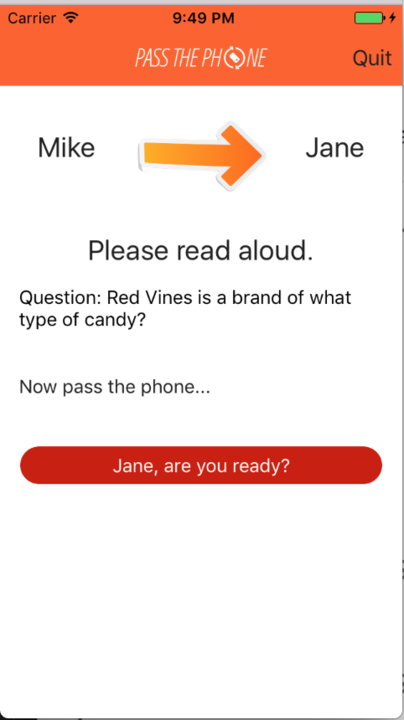 Carrier 9:49 PM
PASS THE PHONE Quit
Mike Jane
Please read aloud.
Question: Red Vines is a brand of what
type of candy?
Now pass the phone...
Jane, are you ready?